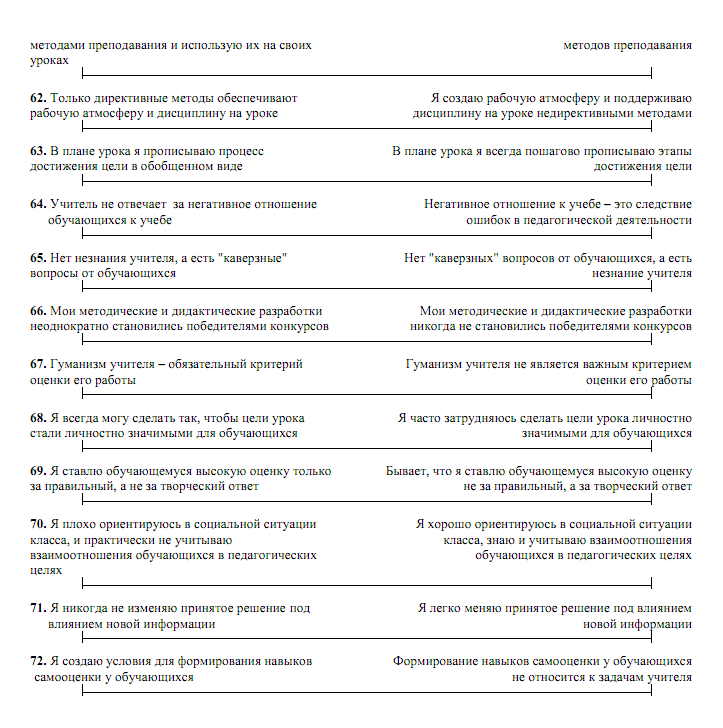 методами преподавания и использую их на своих
уроках
методов преподавания
62. Только директивные методы обеспечивают
рабочую атмосферу и дисциплину на уроке
Я создаю рабочую атмосферу и поддерживаю
дисциплину на уроке недирективными методами
63. В плане урока я прописываю процесс
достижения цели в обобщенном виде
В плане урока я всегда пошагово прописываю этапы
достижения цели
64. Учитель не отвечает за негативное отношение
обучающихся к учебе
Негативное отношение к учебе – это следствие
ошибок в педагогической деятельности
65. Нет незнания учителя, а есть "каверзные"
вопросы от обучающихся
Нет "каверзных" вопросов от обучающихся, а есть
незнание учителя
66. Мои методические и дидактические разработки
неоднократно становились победителями конкурсов
Мои методические и дидактические разработки
никогда не становились победителями конкурсов
67. Гуманизм учителя – обязательный критерий
оценки его работы
Гуманизм учителя не является важным критерием
оценки его работы
68. Я всегда могу сделать так, чтобы цели урока
стали личностно значимыми для обучающихся
Я часто затрудняюсь сделать цели урока личностно
значимыми для обучающихся
69. Я ставлю обучающемуся высокую оценку только
за правильный, а не за творческий ответ
Бывает, что я ставлю обучающемуся высокую оценку
не за правильный, а за творческий ответ
70. Я плохо ориентируюсь в социальной ситуации
класса, и практически не учитываю
взаимоотношения обучающихся в педагогических
целях
Я хорошо ориентируюсь в социальной ситуации
класса, знаю и учитываю взаимоотношения
обучающихся в педагогических целях
71. Я никогда не изменяю принятое решение под
влиянием новой информации
Я легко меняю принятое решение под влиянием
новой информации
72. Я создаю условия для формирования навыков
самооценки у обучающихся
Формирование навыков самооценки у обучающихся
не относится к задачам учителя